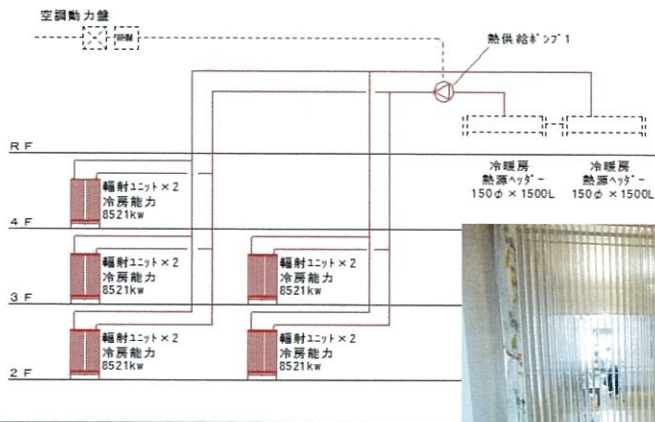 空調動力盤
WHM
熱供給ポンプ1
RF
冷暖房
熱源ヘッダー
150φ×1500L
冷暖房
熱源ヘッダー
150φ×1500L
輻射ユニット×2
冷房能力
8521kw
4F
輻射ユニット×2
冷房能力
8521kw
輻射ユニット×2
冷房能力
8521kw
3F
輻射ユニット×2
冷房能力
8521kw
輻射ユニット×2
冷房能力
8521kw
2F